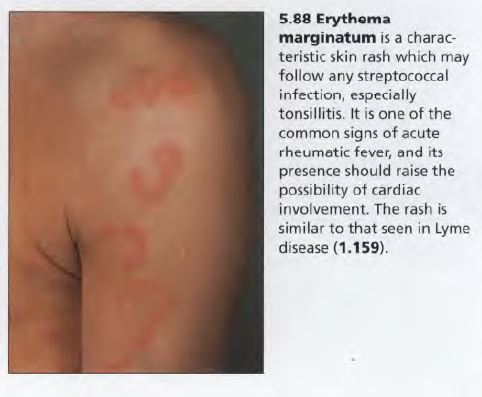 5.88 Erythema
marginatum is a charac-
teristic skin rash which may
follow any streptococcal
infection, especially
tonsillitis. It is one of the
common signs of acute
rheumatic fever, and its
presence should raise the
possibility of cardiac
involvement. The rash is
similar to that seen in Lyme
disease (1.159).